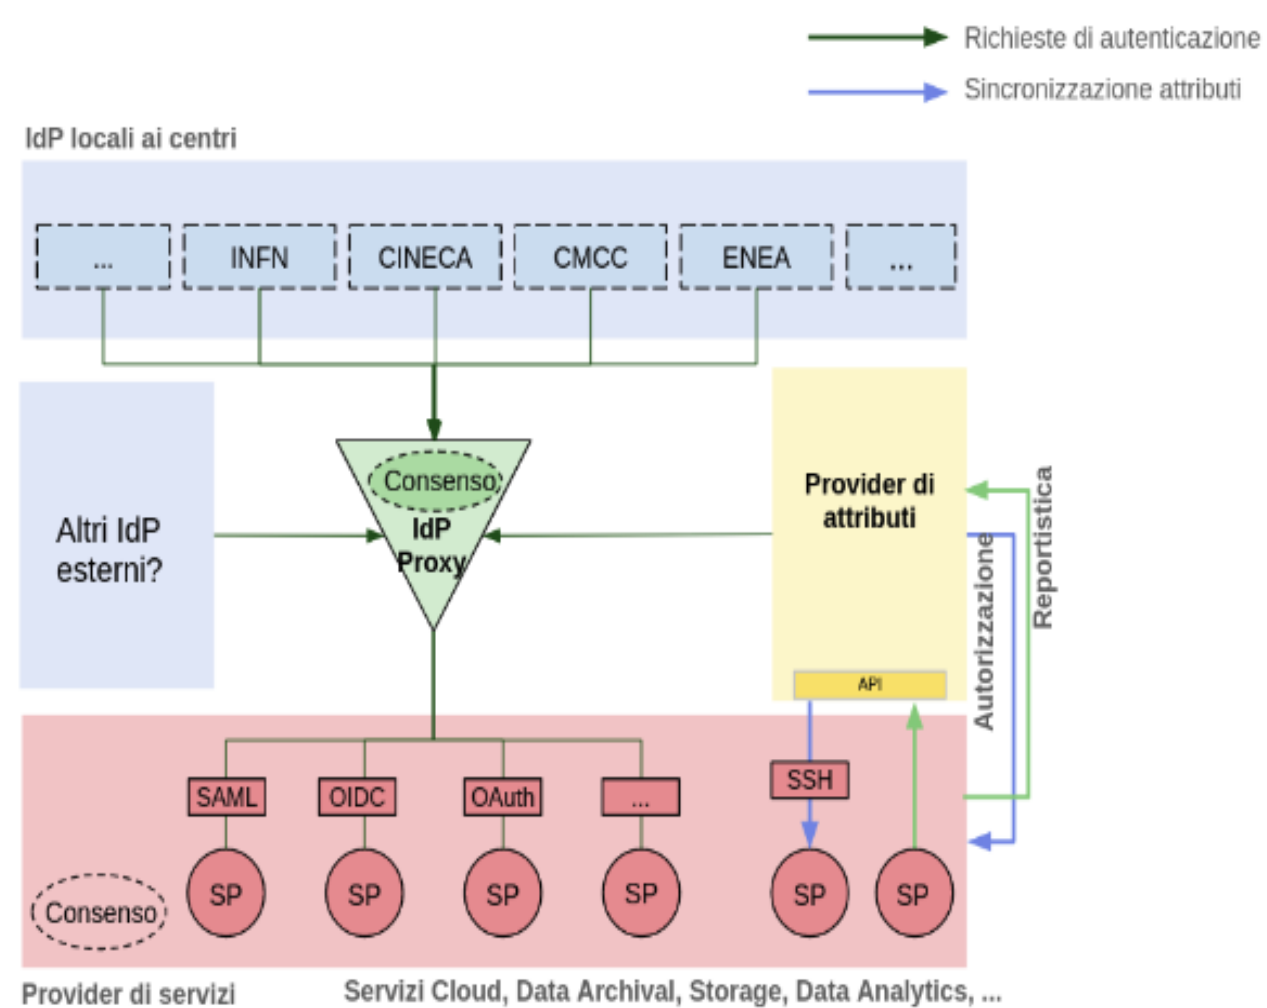 Richieste di autenticazione
Sincronizzazione attributi
IdP locali ai centri
...
INFN
CINECA
CMCC
ENEA
...
Altri IdP
esterni?
Consenso
IdP
Proxy
Provider di
attributi
API
Autorizzazione
Reportistica
SAML
OIDC
OAuth
...
SSH
SP
SP
SP
SP
SP
SP
Consenso
Provider di servizi
Servizi Cloud, Data Archival, Storage, Data Analytics, ...